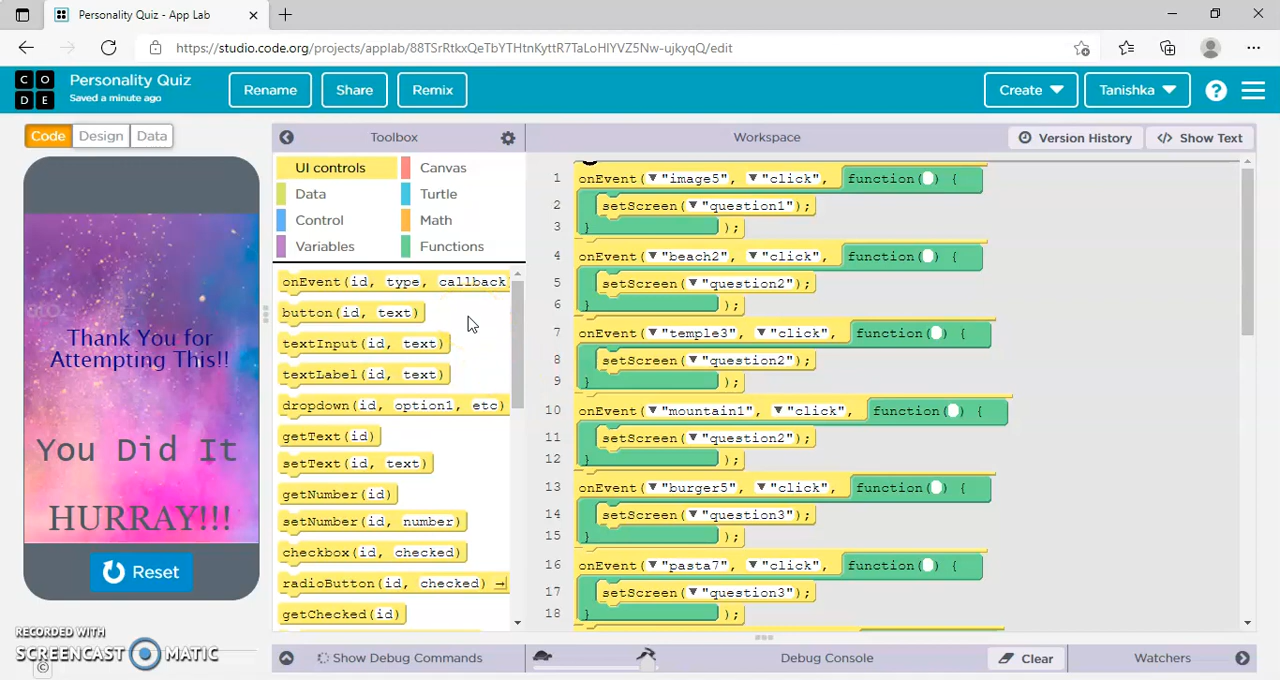 Personality Quiz - App Lab
https://studio.code.org/projects/applab/88TSrRtkxQeTbYTHtnKyttR7TaLoHlYVZ5Nw-ujkyqQ/edit
C O
D E
Personality Quiz
Saved a minute ago
Rename
Share
Remix
Create
Tanishka
?
Code
Design
Data
Toolbox
Workspace
Version History
</> Show Text
UI controls
Canvas
Data
Turtle
Control
Math
Variables
Functions
onEvent(id, type, callback
button(id, text)
textInput(id, text)
textLabel(id, text)
dropdown(id, option1, etc)
getText(id)
setText(id, text)
getNumber(id)
setNumber(id, number)
checkbox(id, checked)
radioButton(id, checked)
getChecked(id)
Thank You for
Attempting This!!
You Did It
HURRAY!!!
Reset
1 onEvent("image5", "click", function() {
2 setScreen("question1");
3 } );
4 onEvent("beach2", "click", function() {
5 setScreen("question2");
6 } );
7 onEvent("temple3", "click", function() {
8 setScreen("question2");
9 } );
10 onEvent("mountain1", "click", function() {
11 setScreen("question2");
12 } );
13 onEvent("burger5", "click", function() {
14 setScreen("question3");
15 } );
16 onEvent("pasta7", "click", function() {
17 setScreen("question3");
18 } );
RECORDED WITH
SCREENCAST MATIC
©
Show Debug Commands
Debug Console
Clear
Watchers